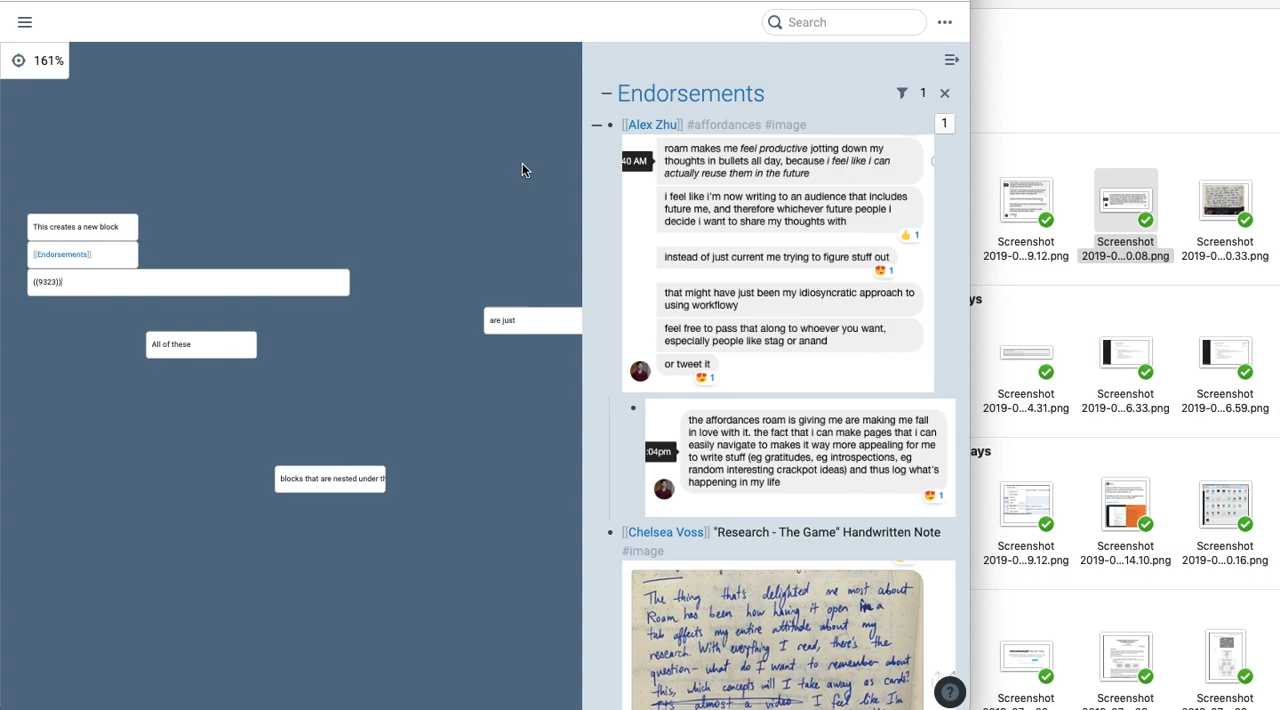 Search
161%
This creates a new block
[[Endorsements]]
((9323))
are just
All of these
blocks that are nested under th
Endorsements
1
[[Alex Zhu]] #affordances #image
1
40 AM
roam makes me feel productive jotting down my
thoughts in bullets all day, because i feel like i can
actually reuse them in the future
i feel like i'm now writing to an audience that includes
future me, and therefore whichever future people i
decide i want to share my thoughts with
1
instead of just current me trying to figure stuff out
1
that might have just been my idiosyncratic approach to
using workflowy
feel free to pass that along to whoever you want,
especially people like stag or anand
or tweet it
1
:04pm
the affordances roam is giving me are making me fall
in love with it. the fact that i can make pages that i can
easily navigate to makes it way more appealing for me
to write stuff (eg gratitudes, eg introspections, eg
random interesting crackpot ideas) and thus log what's
happening in my life
1
[[Chelsea Voss]] "Research - The Game" Handwritten Note
#image
The thing that's delighted me most about
Roam has been how having it open in a
tab affects my entire attitude about my
research. With everything I read, there's the
question - what do I want to remember about
this, which concepts will I take away as cards?
It's almost a video I feel like I'm
?
Screenshot
2019-0...9.12.png
Screenshot
2019-0...0.08.png
Screenshot
2019-0...0.33.png
ys
Screenshot
2019-0...4.31.png
Screenshot
2019-0...6.33.png
Screenshot
2019-0...6.59.png
ays
Screenshot
2019-0...9.12.png
Screenshot
2019-0...14.10.png
Screenshot
2019-0...0.16.png
Screenshot
Screenshot
Screenshot